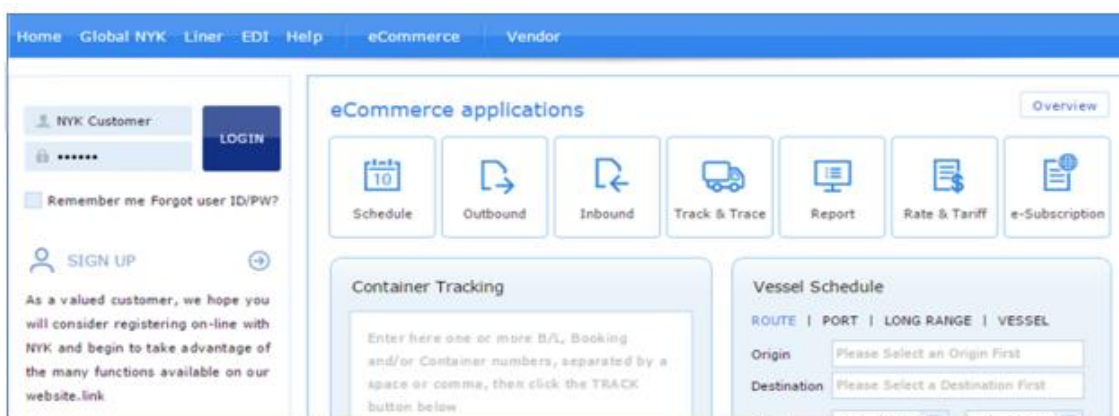 Home Global NYK Liner EDI Help eCommerce Vendor
NYK Customer
••••••
LOGIN
Remember me Forgot user ID/PW?
SIGN UP
As a valued customer, we hope you
will consider registering on-line with
NYK and begin to take advantage of
the many functions available on our
website.link
eCommerce applications
Overview
10
Schedule
Outbound
Inbound
Track & Trace
Report
$
Rate & Tariff
e-Subscription
Container Tracking
Enter here one or more B/L, Booking
and/or Container numbers, separated by a
space or comma, then click the TRACK
button below
Vessel Schedule
ROUTE | PORT | LONG RANGE | VESSEL
Origin Please Select an Origin First
Destination Please Select a Destination First